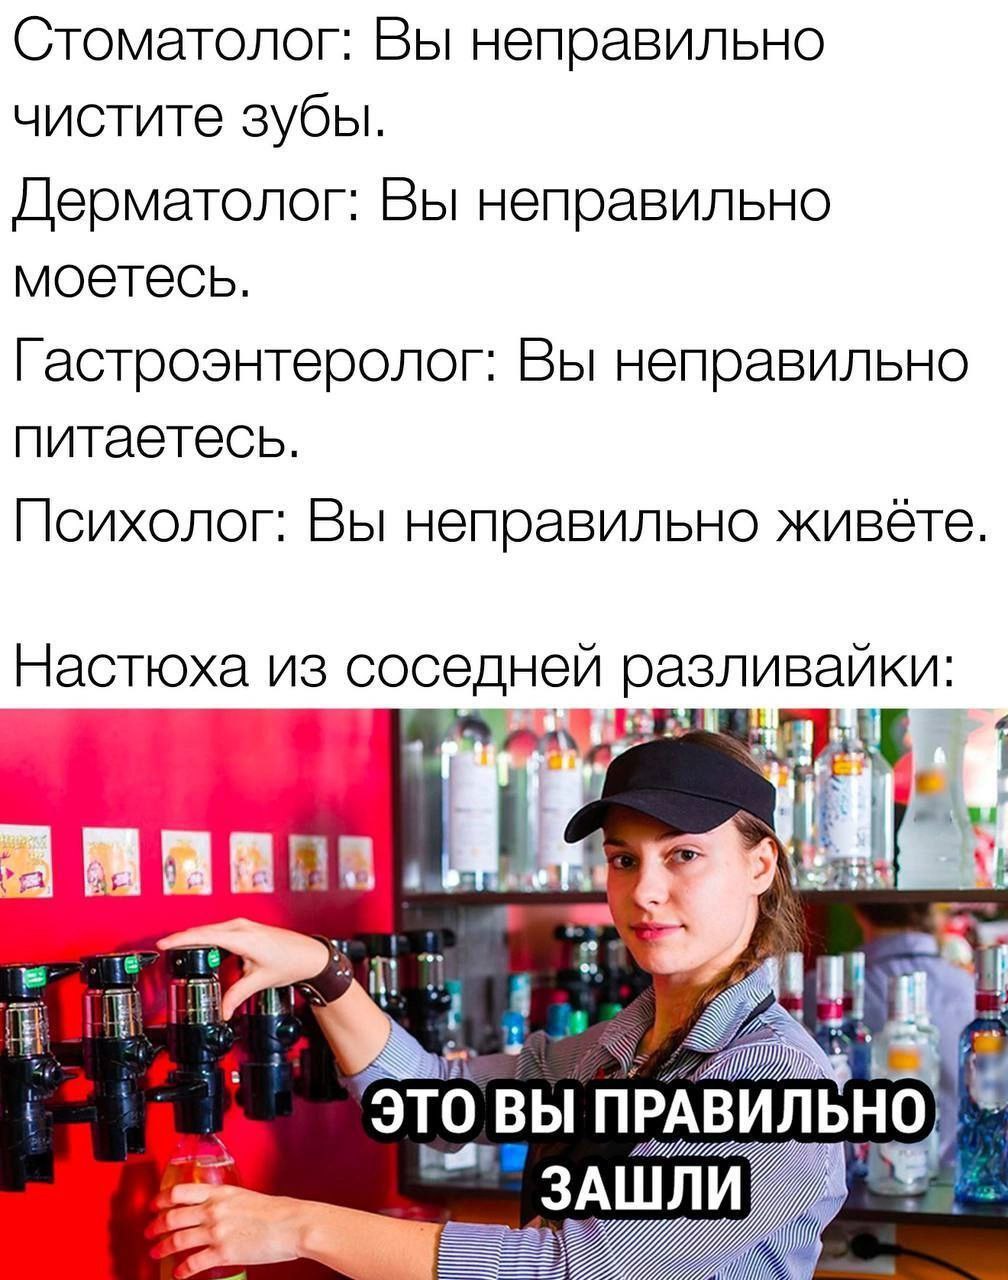 Стоматолог: Вы неправильно
чистите зубы.
Дерматолог: Вы неправильно
моетесь.
Гастроэнтеролог: Вы неправильно
питаетесь.
Психолог: Вы неправильно живёте.
Настюха из соседней разливайки:
ЭТО ВЫ ПРАВИЛЬНО
ЗАШЛИ